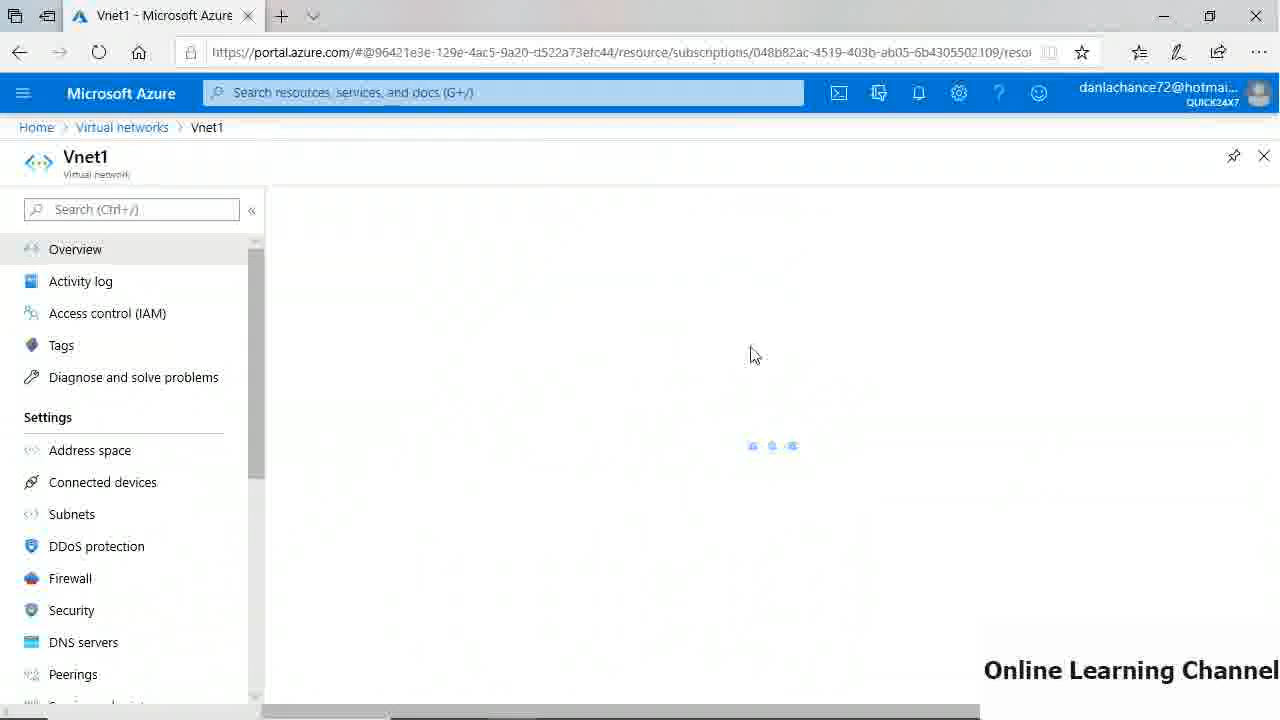 Vnet1 - Microsoft Azure
https://portal.azure.com/#@96421e3e-129e-4ac5-9a20-d522a73efc44/resource/subscriptions/048b82ac-4519-403b-ab05-6b4305502109/resou
Microsoft Azure
Search resources, services, and docs (G+/)
danlachance72@hotmai...
QUICK24X7
Home
Virtual networks
Vnet1
Vnet1
Virtual network
Search (Ctrl+/)
Overview
Activity log
Access control (IAM)
Tags
Diagnose and solve problems
Settings
Address space
Connected devices
Subnets
DDoS protection
Firewall
Security
DNS servers
Peerings
Online Learning Channel